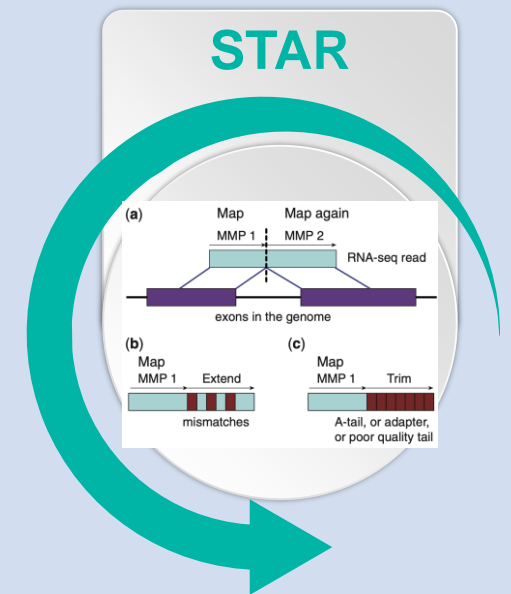 STAR
(a)
Map Map again
MMP 1 MMP 2
RNA-seq read
exons in the genome
(b) (c)
Map Map
MMP 1 Extend MMP 1 Trim
mismatches A-tail, or adapter,
or poor quality tail